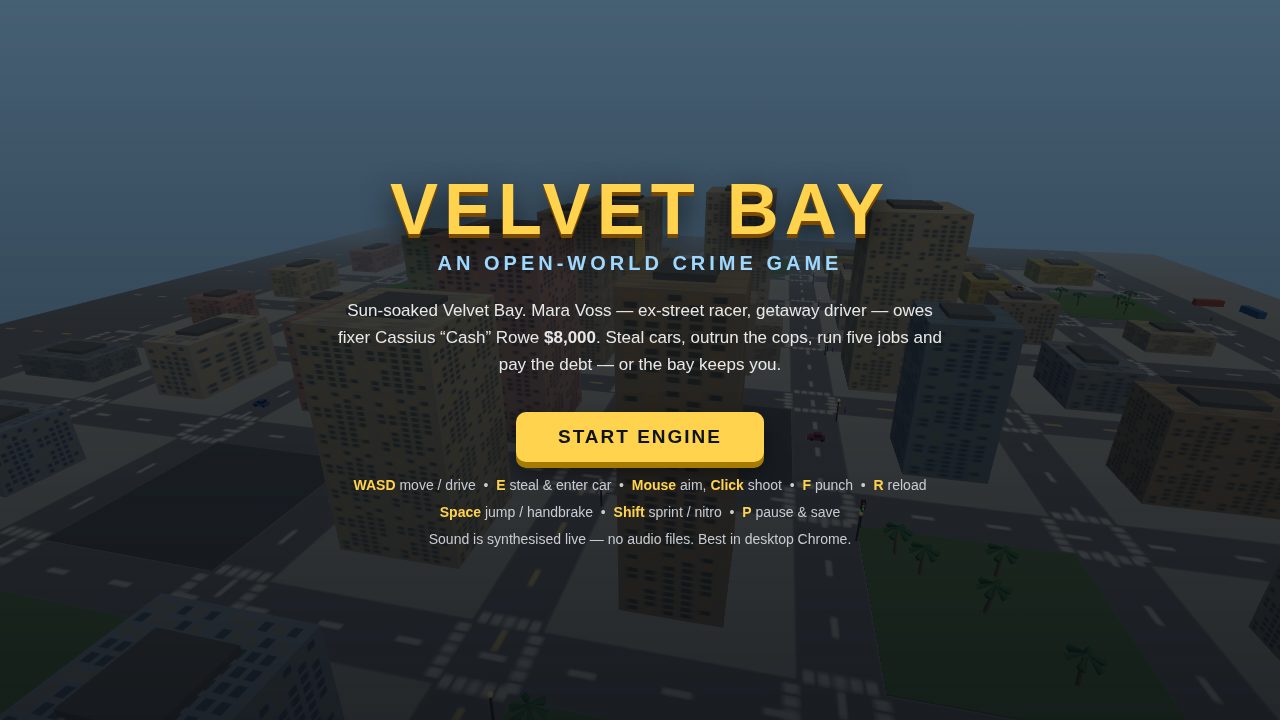 VELVET BAY
AN OPEN-WORLD CRIME GAME
Sun-soaked Velvet Bay. Mara Voss — ex-street racer, getaway driver — owes
fixer Cassius “Cash” Rowe $8,000. Steal cars, outrun the cops, run five jobs and
pay the debt — or the bay keeps you.
START ENGINE
WASD move / drive • E steal & enter car • Mouse aim, Click shoot • F punch • R reload
Space jump / handbrake • Shift sprint / nitro • P pause & save
Sound is synthesised live — no audio files. Best in desktop Chrome.